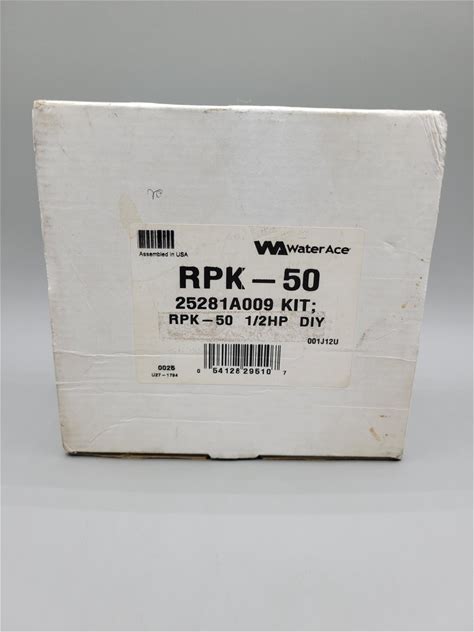 Assembled in USA
WA WaterAce
RPK – 50
25281A009 KIT;
RPK – 50 1/2HP DIY
001J12U
0025
U27-1794
0 54128 29510 7